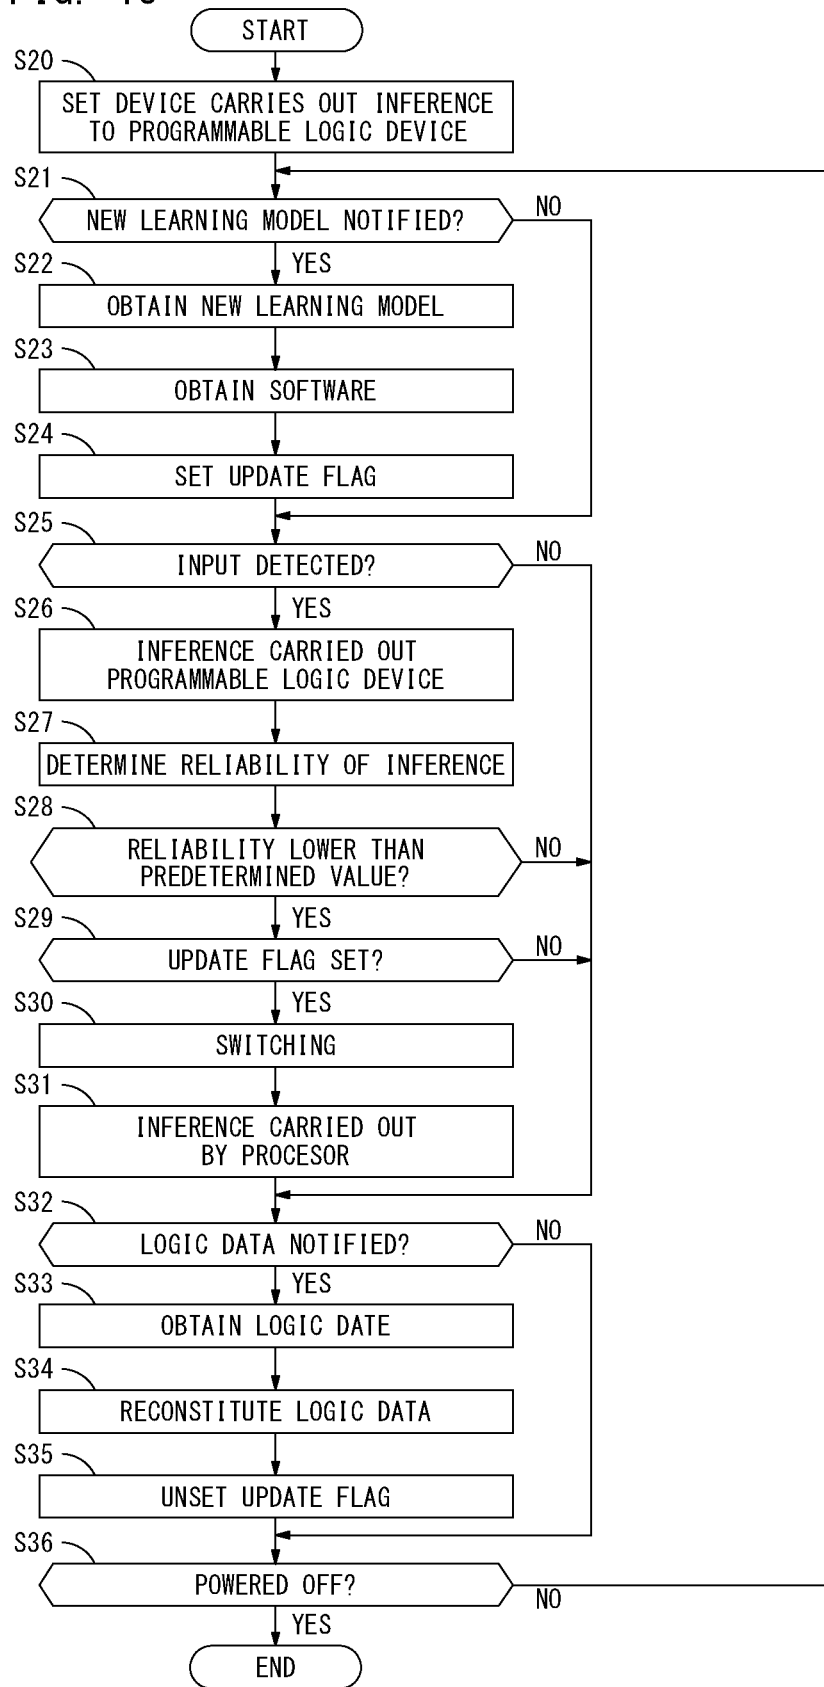 START
S20
SET DEVICE CARRIES OUT INFERENCE
TO PROGRAMMABLE LOGIC DEVICE
S21
NEW LEARNING MODEL NOTIFIED?
NO
YES
S22
OBTAIN NEW LEARNING MODEL
S23
OBTAIN SOFTWARE
S24
SET UPDATE FLAG
S25
INPUT DETECTED?
NO
YES
S26
INFERENCE CARRIED OUT
PROGRAMMABLE LOGIC DEVICE
S27
DETERMINE RELIABILITY OF INFERENCE
S28
RELIABILITY LOWER THAN
PREDETERMINED VALUE?
NO
YES
S29
UPDATE FLAG SET?
NO
YES
S30
SWITCHING
S31
INFERENCE CARRIED OUT
BY PROCESOR
S32
LOGIC DATA NOTIFIED?
NO
YES
S33
OBTAIN LOGIC DATE
S34
RECONSTITUTE LOGIC DATA
S35
UNSET UPDATE FLAG
S36
POWERED OFF?
NO
YES
END